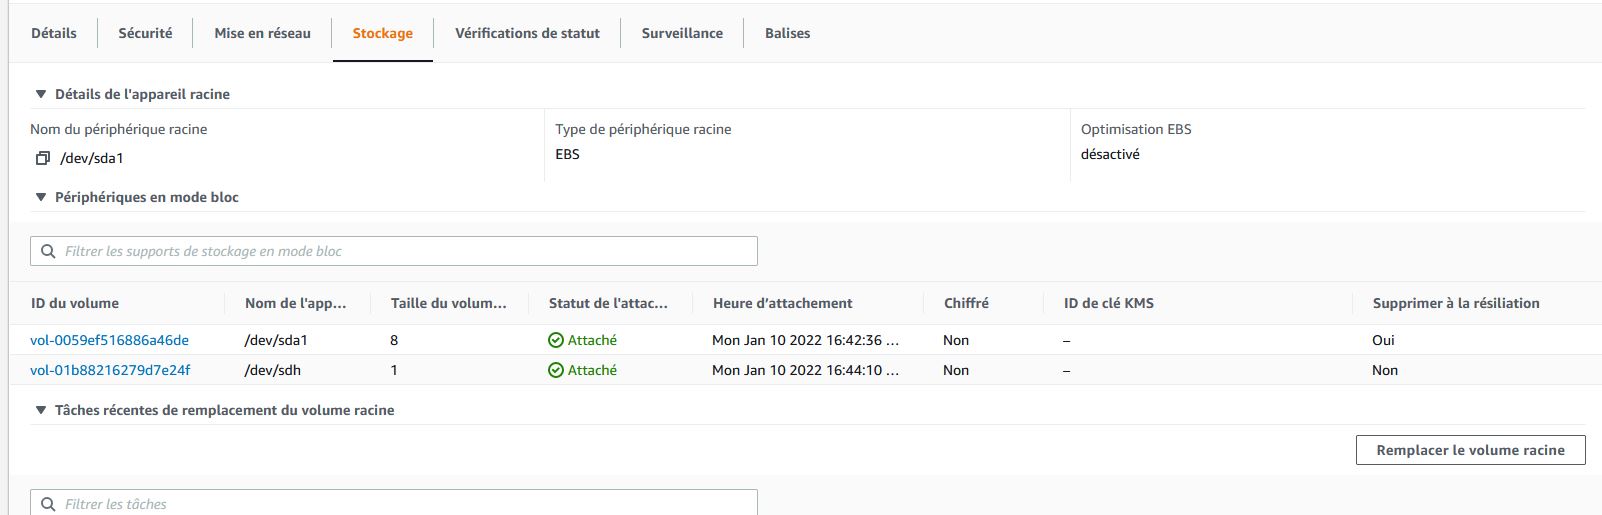 Détails Sécurité Mise en réseau Stockage Vérifications de statut Surveillance Balises
▼ Détails de l'appareil racine
Nom du périphérique racine Type de périphérique racine Optimisation EBS
/dev/sda1 EBS désactivé
▼ Périphériques en mode bloc
Filtrer les supports de stockage en mode bloc
ID du volume Nom de l'app... Taille du volum... Statut de l'attac... Heure d’attachement Chiffré ID de clé KMS Supprimer à la résiliation
vol-0059ef516886a46de /dev/sda1 8 Attaché Mon Jan 10 2022 16:42:36 ... Non – Oui
vol-01b88216279d7e24f /dev/sdh 1 Attaché Mon Jan 10 2022 16:44:10 ... Non – Non
▼ Tâches récentes de remplacement du volume racine
Remplacer le volume racine
Filtrer les tâches